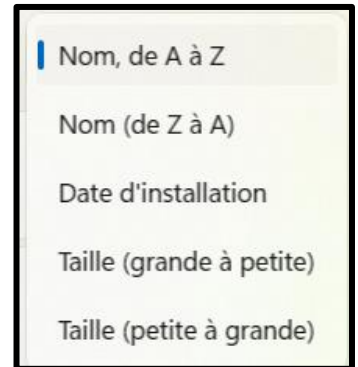 Nom, de A à Z
Nom (de Z à A)
Date d'installation
Taille (grande à petite)
Taille (petite à grande)